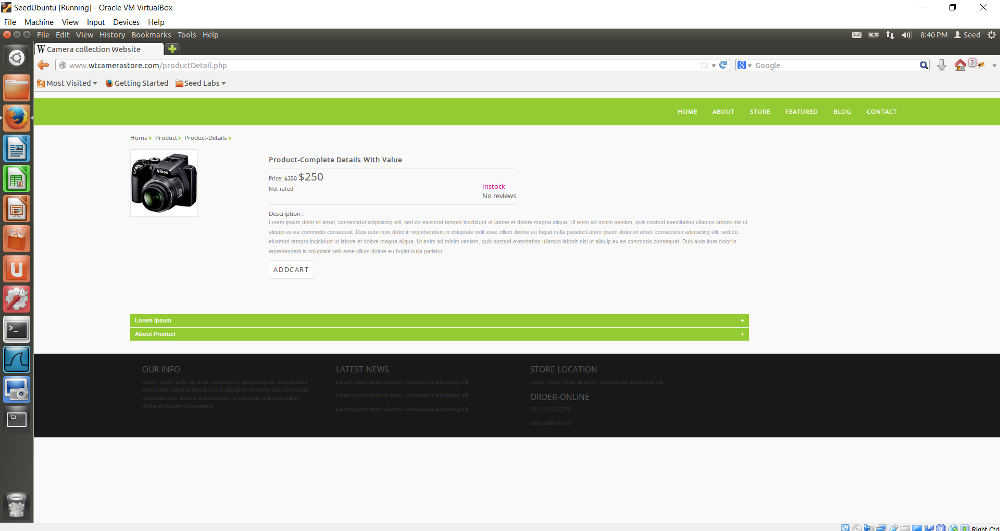 SeedUbuntu [Running] - Oracle VM VirtualBox
File Machine View Input Devices Help
File Edit View History Bookmarks Tools Help
8:40 PM Seed
W Camera collection Website
www.wtcamerastore.com/productDetail.php
8 Google
3
Most Visited Getting Started Seed Labs
HOME ABOUT STORE FEATURED BLOG CONTACT
Home Product Product-Details
Nikon
Product-Complete Details With Value
Price: $350 $250
Not rated
Instock
No reviews
Description :
Lorem ipsum dolor sit amet, consectetur adipisicing elit, sed do eiusmod tempor incididunt ut labore et dolore magna aliqua. Ut enim ad minim veniam, quis nostrud exercitation ullamco laboris nisi ut
aliquip ex ea commodo consequat. Duis aute irure dolor in reprehenderit in voluptate velit esse cillum dolore eu fugiat nulla pariatur.Lorem ipsum dolor sit amet, consectetur adipisicing elit, sed do
eiusmod tempor incididunt ut labore et dolore magna aliqua. Ut enim ad minim veniam, quis nostrud exercitation ullamco laboris nisi ut aliquip ex ea commodo consequat. Duis aute irure dolor in
reprehenderit in voluptate velit esse cillum dolore eu fugiat nulla pariatur.
ADDCART
Lorem Ipsum +
About Product +
OUR INFO
Lorem ipsum dolor sit amet, consectetur adipisicing elit, quis nostrud
exercitation ullamco laboris nisi ut aliquip ex ea commodo consequat.
Duis aute irure dolor in reprehenderit in voluptate velit esse cillum
dolore eu fugiat nulla pariatur.
LATEST-NEWS
Lorem ipsum dolor sit amet, consectetur adipisicing elit.
Lorem ipsum dolor sit amet, consectetur adipisicing elit.
Lorem ipsum dolor sit amet, consectetur adipisicing elit.
STORE LOCATION
Lorem ipsum dolor sit amet, consectetur adipisicing elit.
ORDER-ONLINE
080-1234-56789
080-1234-56780
Right Ctrl